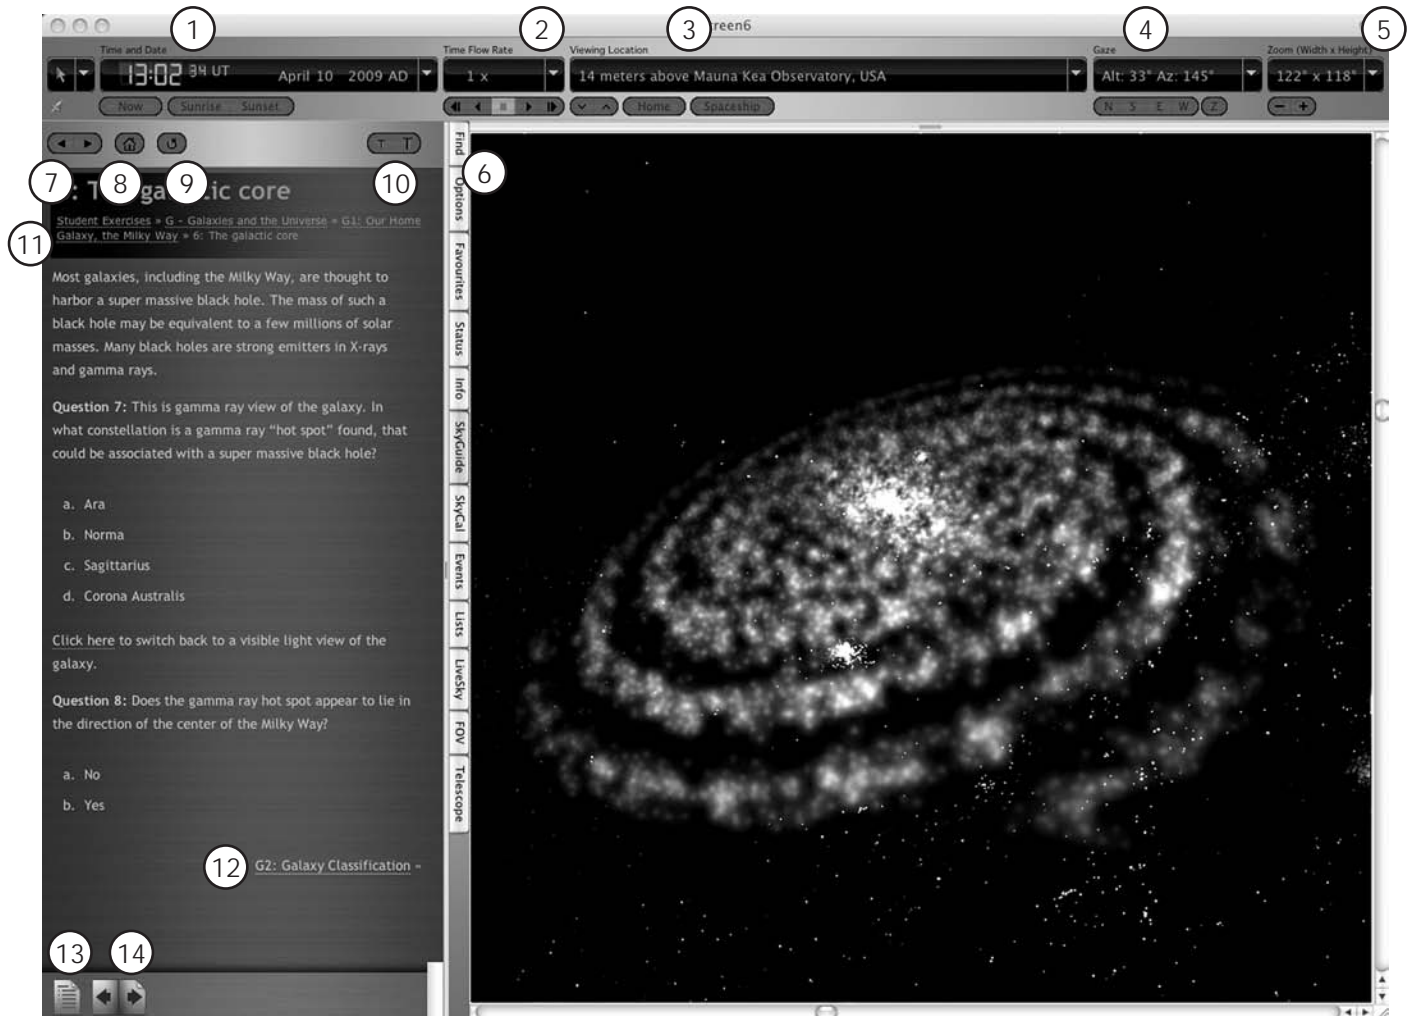 1
2
3
4
5
reen6
Time and Date
Time Flow Rate
Viewing Location
Gaze
Zoom (Width x Height)
13:02 34 UT April 10 2009 AD
1 x
14 meters above Mauna Kea Observatory, USA
Alt: 33° Az: 145°
122° x 118°
Now Sunrise Sunset
Home Spaceship
N S E W Z
T T
7
8
9
10
6
: T ga ic core
11
Student Exercises » G - Galaxies and the Universe » G1: Our Home
Galaxy, the Milky Way » 6: The galactic core
Most galaxies, including the Milky Way, are thought to
harbor a super massive black hole. The mass of such a
black hole may be equivalent to a few millions of solar
masses. Many black holes are strong emitters in X-rays
and gamma rays.
Question 7: This is gamma ray view of the galaxy. In
what constellation is a gamma ray “hot spot” found, that
could be associated with a super massive black hole?
a. Ara
b. Norma
c. Sagittarius
d. Corona Australis
Click here to switch back to a visible light view of the
galaxy.
Question 8: Does the gamma ray hot spot appear to lie in
the direction of the center of the Milky Way?
a. No
b. Yes
12
G2: Galaxy Classification »
13
14
Find
Options
Favourites
Status
Info
SkyGuide
SkyCal
Events
Lists
LiveSky
FOV
Telescope